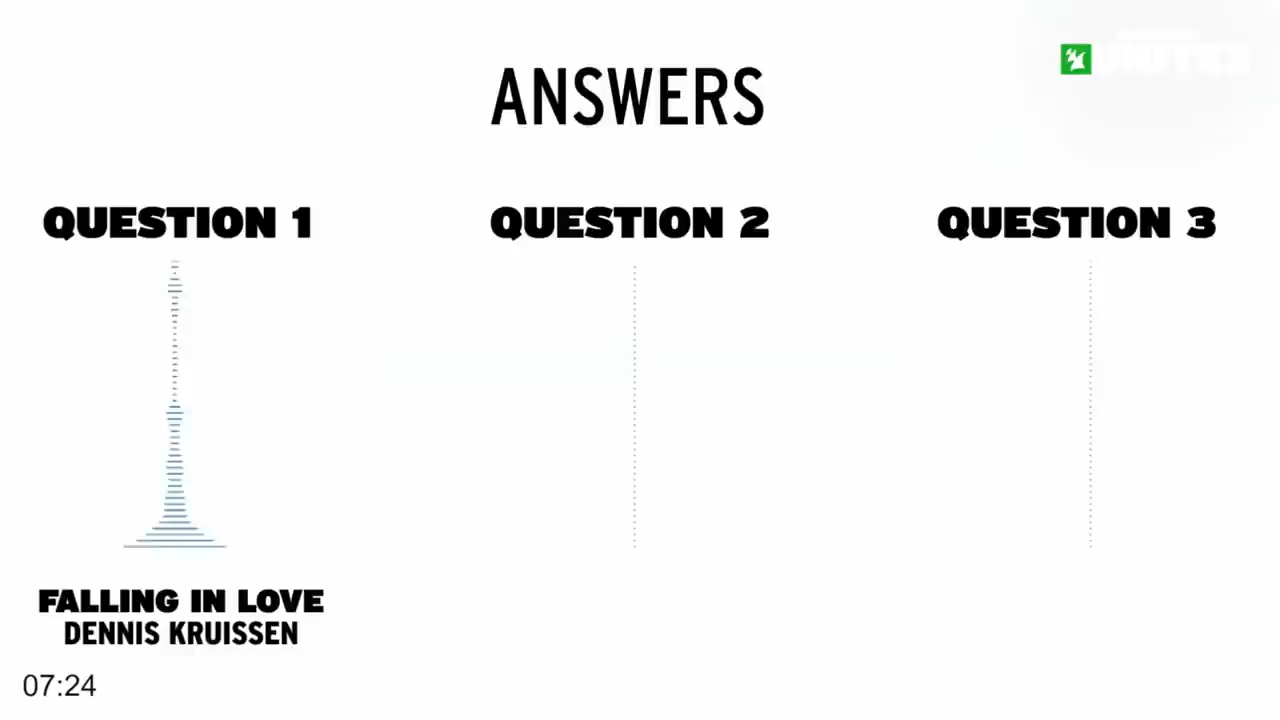 ANSWERS
QUESTION 1
QUESTION 2
QUESTION 3
FALLING IN LOVE
DENNIS KRUISSEN
07:24